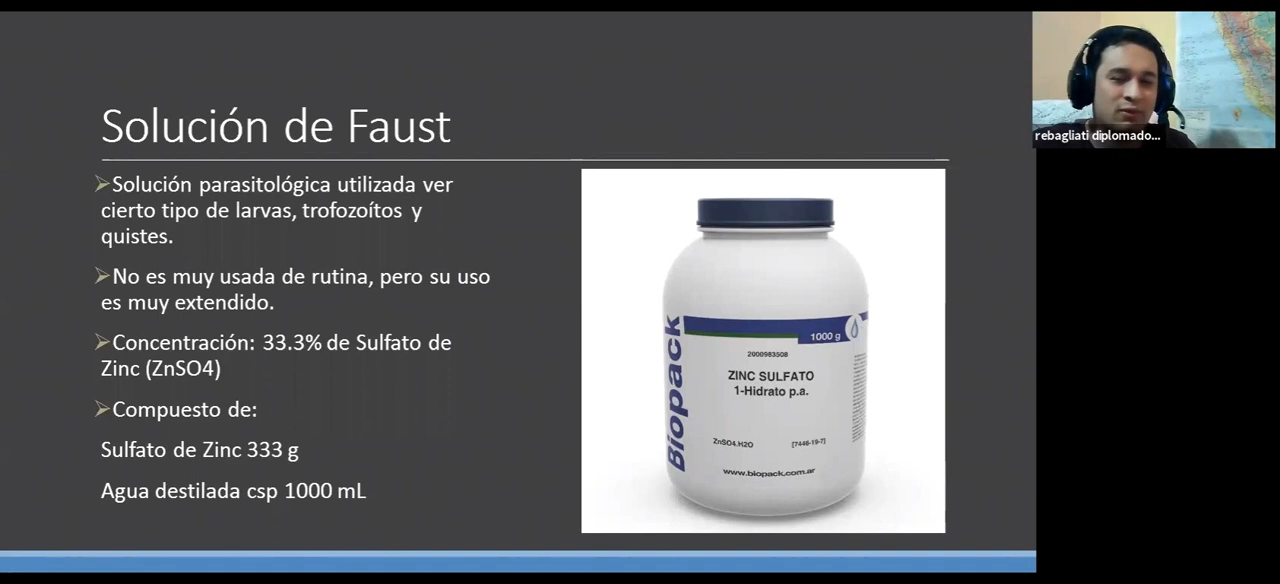 Solución de Faust
➢Solución parasitológica utilizada ver
cierto tipo de larvas, trofozoítos y
quistes.
➢No es muy usada de rutina, pero su uso
es muy extendido.
➢Concentración: 33.3% de Sulfato de
Zinc (ZnSO4)
➢Compuesto de:
Sulfato de Zinc 333 g
Agua destilada csp 1000 mL
Biopack
1000 g
2000983508
ZINC SULFATO
1-Hidrato p.a.
ZnSO4.H2O
[7446-19-7]
www.biopack.com.ar
rebagliati diplomado...